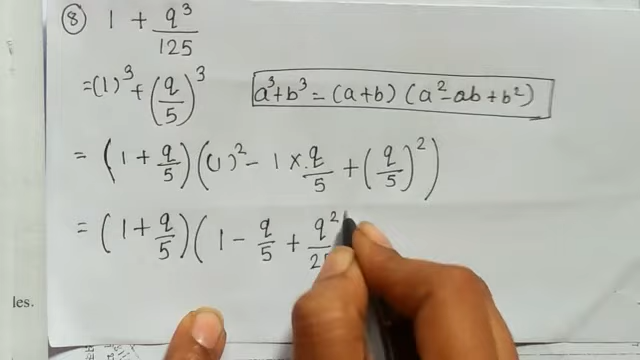 ⑧ 1 + q³/125
= (1)³ + (q/5)³
a³+b³ = (a+b) (a²-ab+b²)
= (1 + q/5) ((1)² - 1 × q/5 + (q/5)²)
= (1 + q/5) (1 - q/5 + q²/25
les.